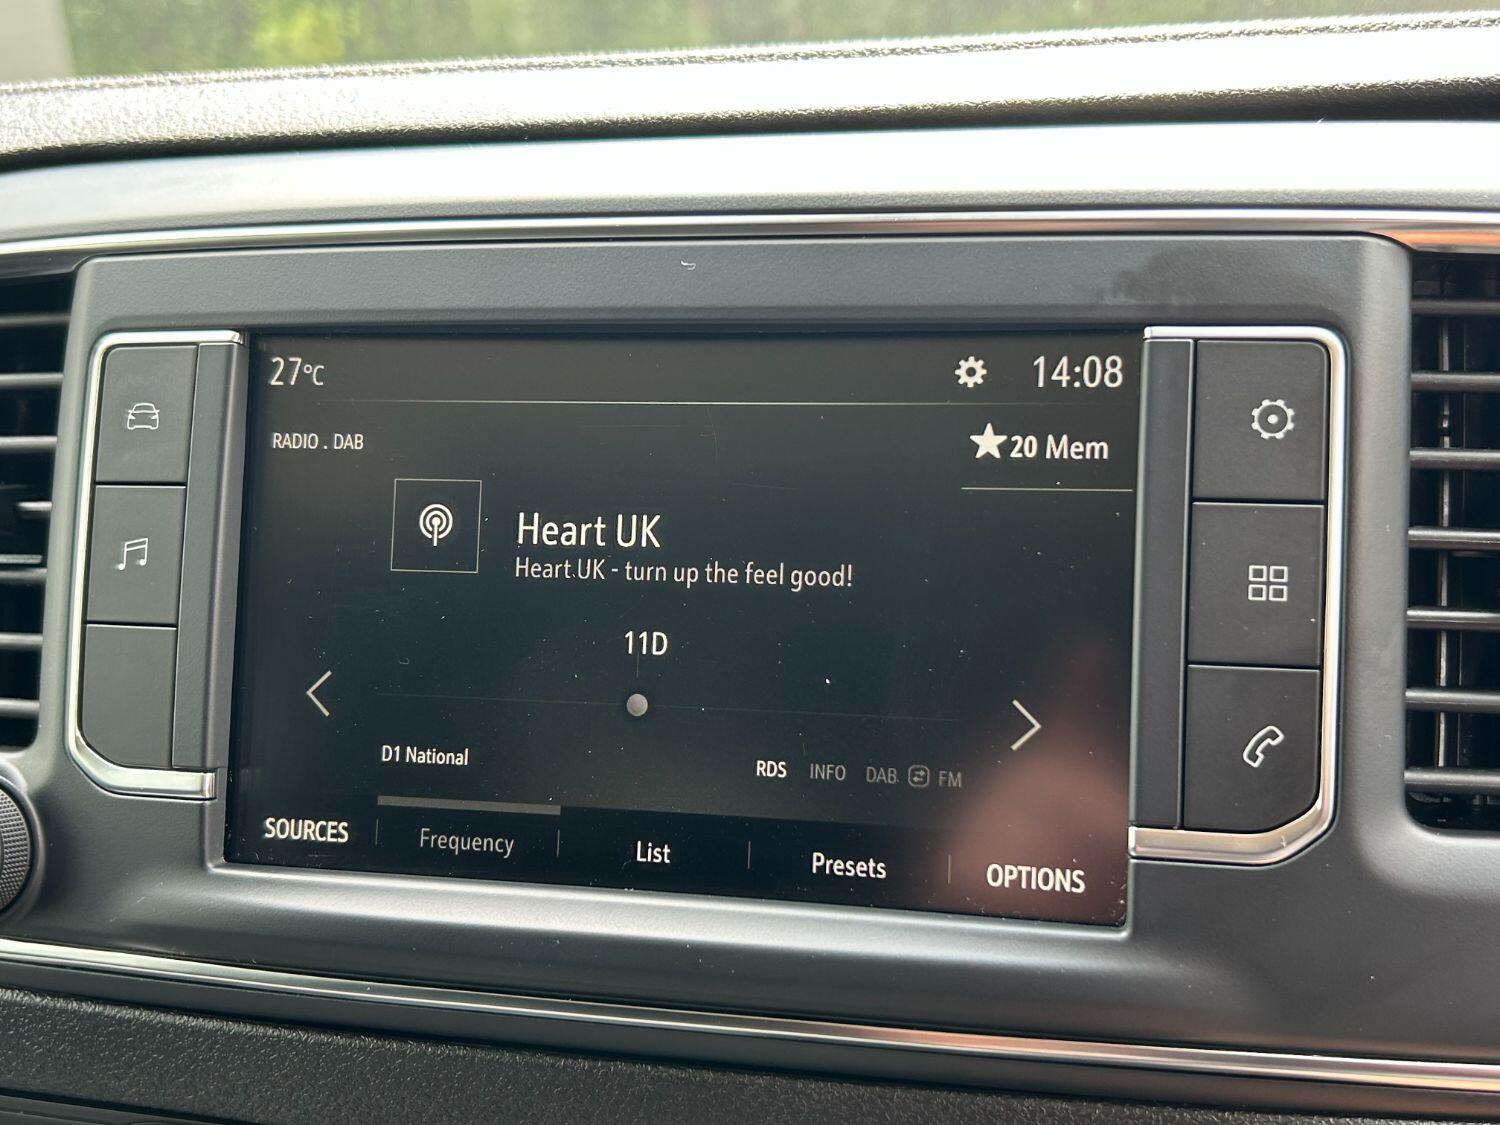 27°C 14:08
RADIO . DAB
★20 Mem
Heart UK
Heart UK - turn up the feel good!
11D
D1 National
RDS INFO DAB FM
SOURCES Frequency List Presets OPTIONS